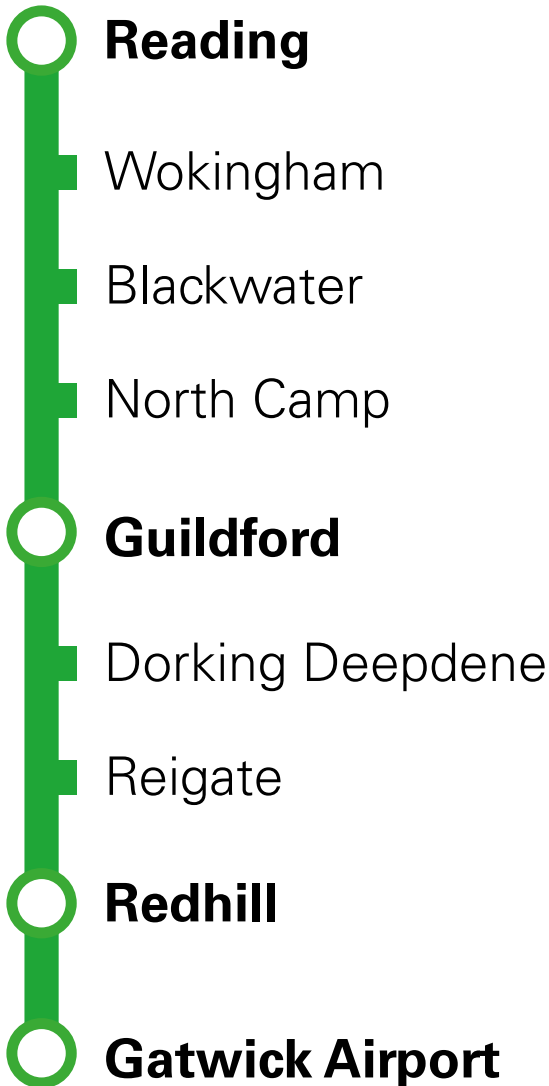 Reading
Wokingham
Blackwater
North Camp
Guildford
Dorking Deepdene
Reigate
Redhill
Gatwick Airport